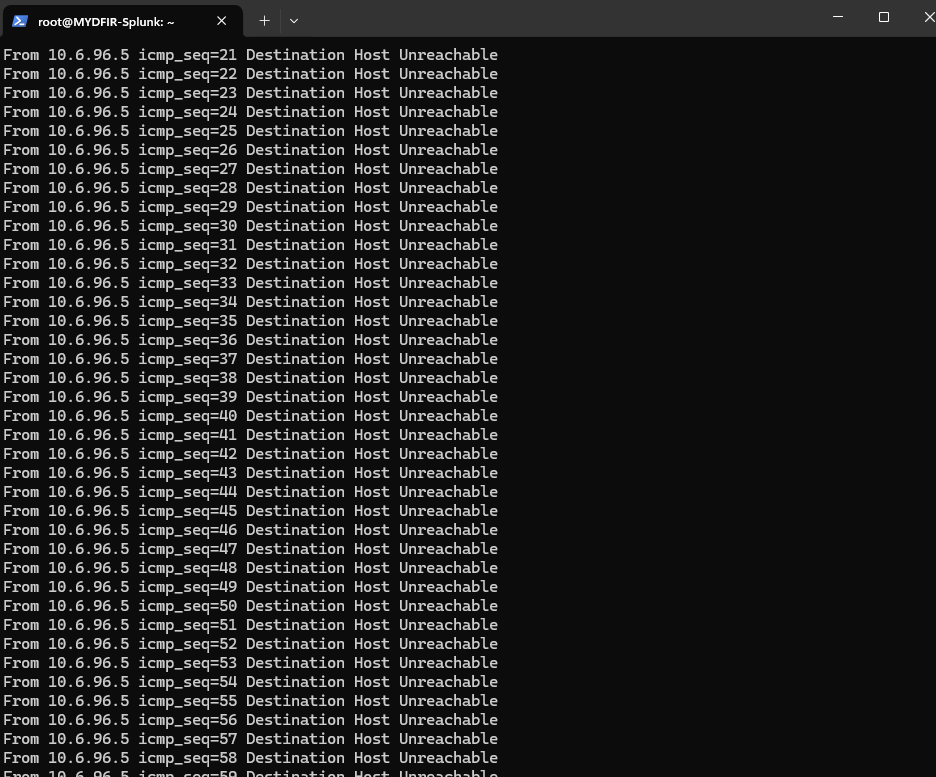 root@MYDFIR-Splunk: ~
From 10.6.96.5 icmp_seq=21 Destination Host Unreachable
From 10.6.96.5 icmp_seq=22 Destination Host Unreachable
From 10.6.96.5 icmp_seq=23 Destination Host Unreachable
From 10.6.96.5 icmp_seq=24 Destination Host Unreachable
From 10.6.96.5 icmp_seq=25 Destination Host Unreachable
From 10.6.96.5 icmp_seq=26 Destination Host Unreachable
From 10.6.96.5 icmp_seq=27 Destination Host Unreachable
From 10.6.96.5 icmp_seq=28 Destination Host Unreachable
From 10.6.96.5 icmp_seq=29 Destination Host Unreachable
From 10.6.96.5 icmp_seq=30 Destination Host Unreachable
From 10.6.96.5 icmp_seq=31 Destination Host Unreachable
From 10.6.96.5 icmp_seq=32 Destination Host Unreachable
From 10.6.96.5 icmp_seq=33 Destination Host Unreachable
From 10.6.96.5 icmp_seq=34 Destination Host Unreachable
From 10.6.96.5 icmp_seq=35 Destination Host Unreachable
From 10.6.96.5 icmp_seq=36 Destination Host Unreachable
From 10.6.96.5 icmp_seq=37 Destination Host Unreachable
From 10.6.96.5 icmp_seq=38 Destination Host Unreachable
From 10.6.96.5 icmp_seq=39 Destination Host Unreachable
From 10.6.96.5 icmp_seq=40 Destination Host Unreachable
From 10.6.96.5 icmp_seq=41 Destination Host Unreachable
From 10.6.96.5 icmp_seq=42 Destination Host Unreachable
From 10.6.96.5 icmp_seq=43 Destination Host Unreachable
From 10.6.96.5 icmp_seq=44 Destination Host Unreachable
From 10.6.96.5 icmp_seq=45 Destination Host Unreachable
From 10.6.96.5 icmp_seq=46 Destination Host Unreachable
From 10.6.96.5 icmp_seq=47 Destination Host Unreachable
From 10.6.96.5 icmp_seq=48 Destination Host Unreachable
From 10.6.96.5 icmp_seq=49 Destination Host Unreachable
From 10.6.96.5 icmp_seq=50 Destination Host Unreachable
From 10.6.96.5 icmp_seq=51 Destination Host Unreachable
From 10.6.96.5 icmp_seq=52 Destination Host Unreachable
From 10.6.96.5 icmp_seq=53 Destination Host Unreachable
From 10.6.96.5 icmp_seq=54 Destination Host Unreachable
From 10.6.96.5 icmp_seq=55 Destination Host Unreachable
From 10.6.96.5 icmp_seq=56 Destination Host Unreachable
From 10.6.96.5 icmp_seq=57 Destination Host Unreachable
From 10.6.96.5 icmp_seq=58 Destination Host Unreachable
From 10.6.96.5 icmp_seq=59 Destination Host Unreachable